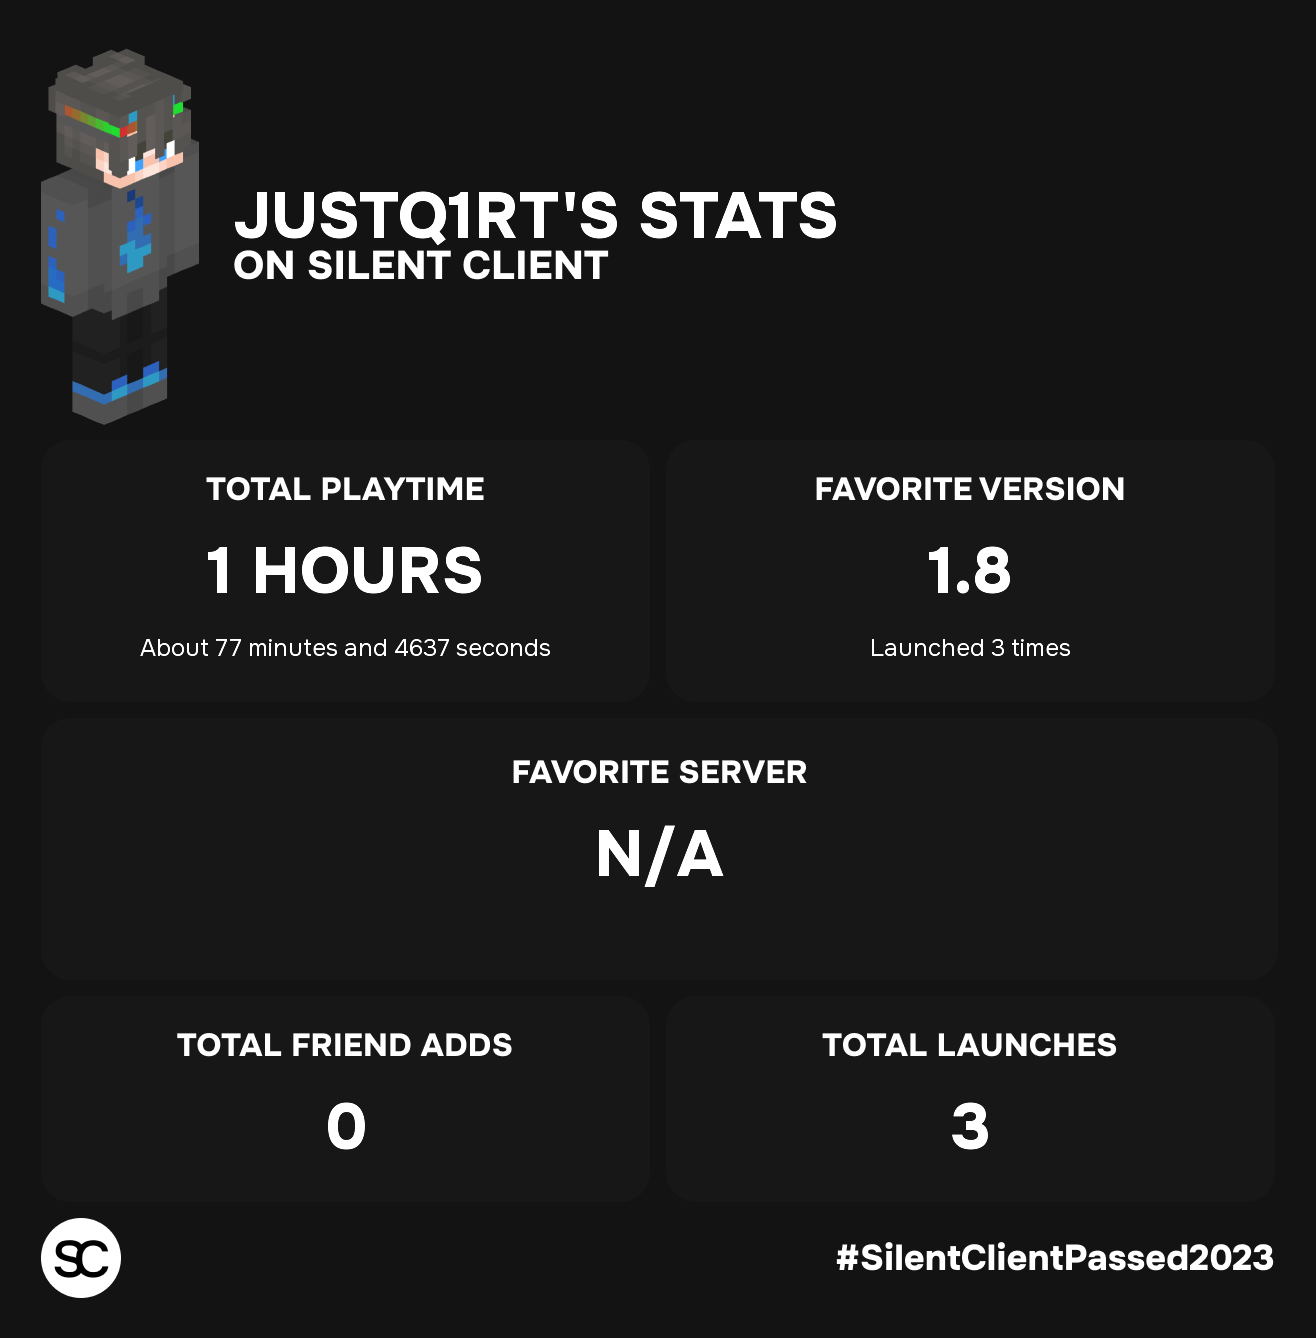 JUSTQ1RT'S STATS
ON SILENT CLIENT
TOTAL PLAYTIME
1 HOURS
About 77 minutes and 4637 seconds
FAVORITE VERSION
1.8
Launched 3 times
FAVORITE SERVER
N/A
TOTAL FRIEND ADDS
0
TOTAL LAUNCHES
3
SC
#SilentClientPassed2023